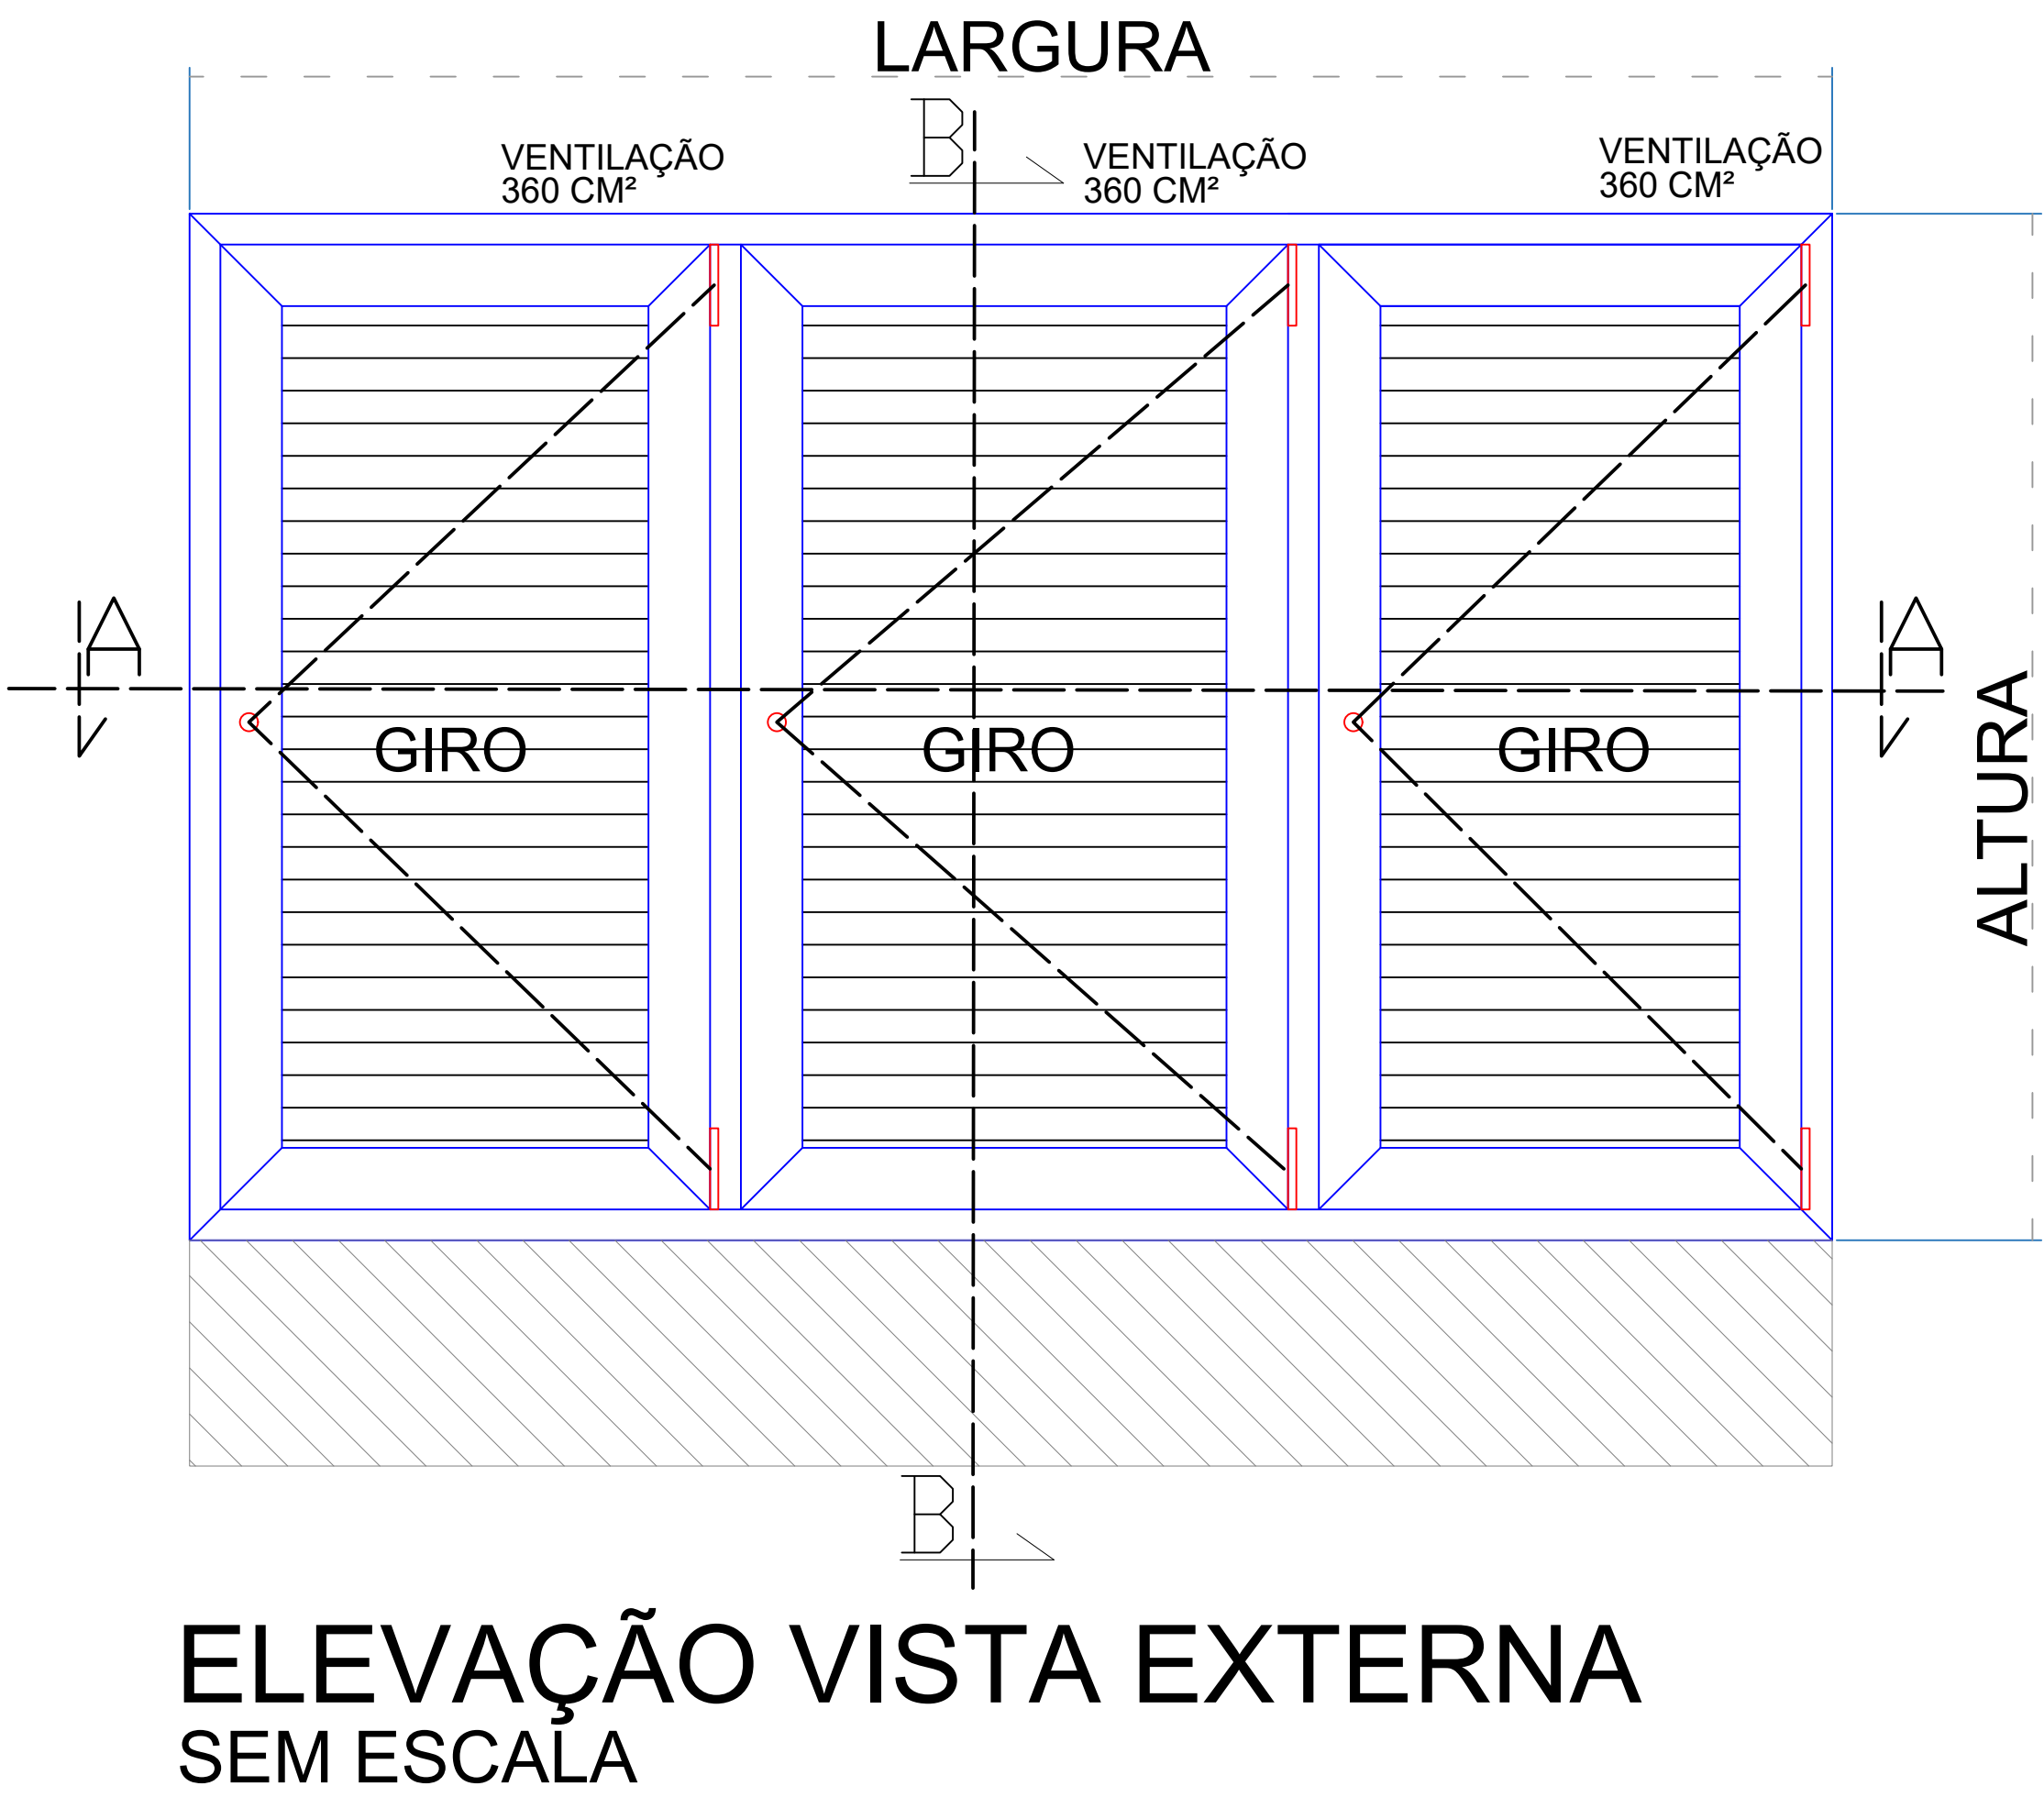 LARGURA
B
VENTILAÇÃO
360 CM²
VENTILAÇÃO
360 CM²
VENTILAÇÃO
360 CM²
A
A
ALTURA
GIRO
GIRO
GIRO
B
ELEVAÇÃO VISTA EXTERNA
SEM ESCALA